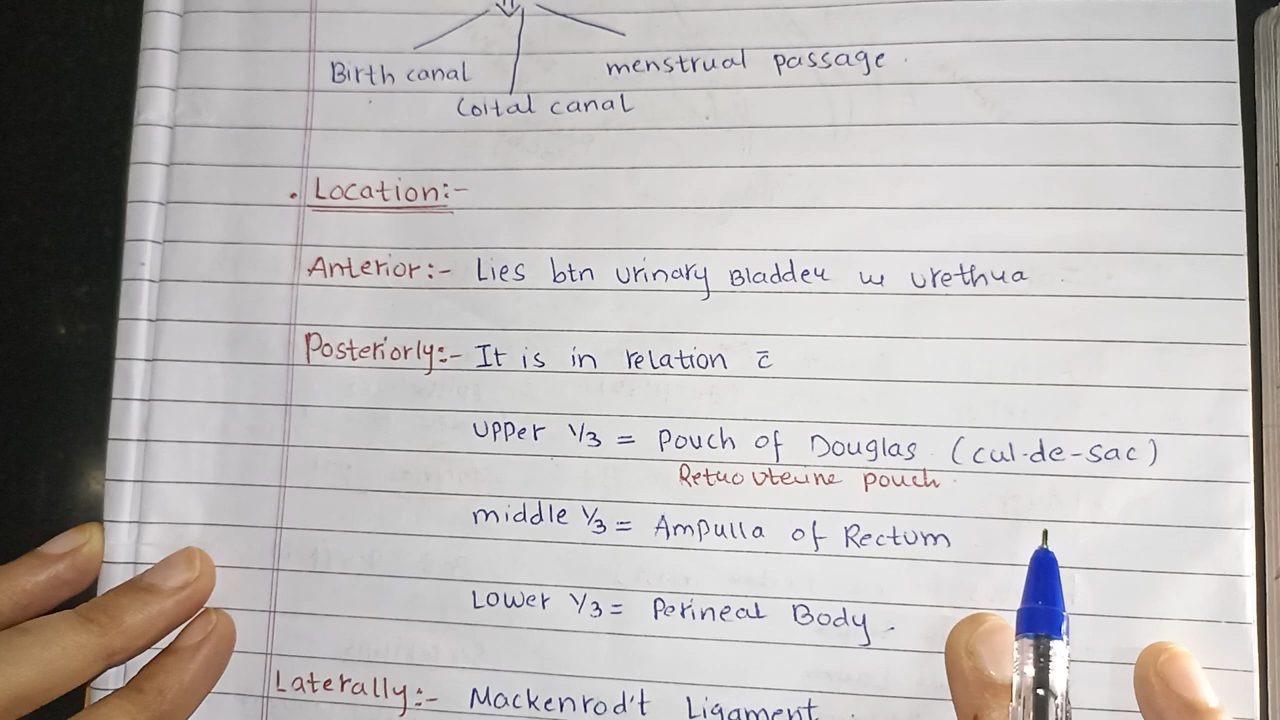 Birth canal
menstrual passage.
Coital canal
. Location:-
Anterior:- Lies btn urinary Bladder w urethra
Posteriorly:- It is in relation c̄
Upper 1/3 = Pouch of Douglas. (cul-de-sac)
Retrouterine pouch.
middle 1/3 = Ampulla of Rectum
Lower 1/3 = Perineal Body.
Laterally:- Mackenrod't Ligament.